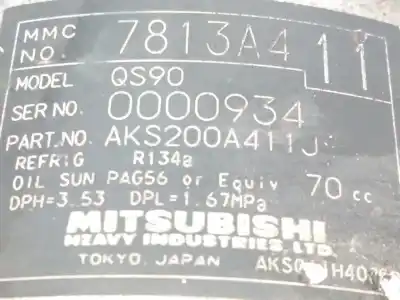 MMC NO. 7813A411
MODEL QS90
SER NO. 0000934
PART.NO. AKS200A411J
REFRIG R134a
OIL SUN PAG56 or Equiv 70 cc
DPH=3.53 DPL=1.67MPa
MITSUBISHI
HEAVY INDUSTRIES, LTD.
TOKYO, JAPAN